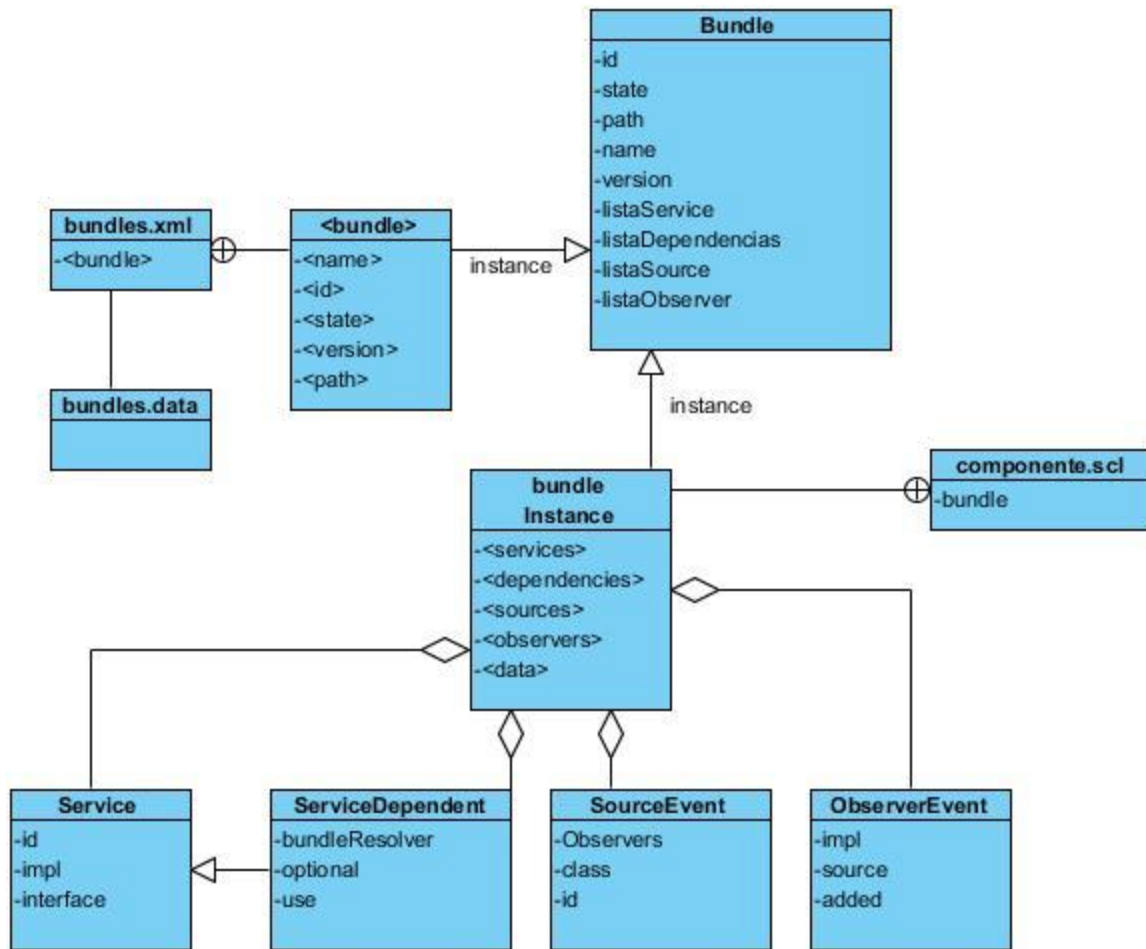 Bundle
-id
-state
-path
-name
-version
-listaService
-listaDependencias
-listaSource
-listaObserver
bundles.xml
-<bundle>
<bundle>
-<name>
-<id>
-<state>
-<version>
-<path>
instance
bundles.data
instance
bundle
Instance
-<services>
-<dependencies>
-<sources>
-<observers>
-<data>
componente.scl
-bundle
Service
-id
-impl
-interface
ServiceDependent
-bundleResolver
-optional
-use
SourceEvent
-Observers
-class
-id
ObserverEvent
-impl
-source
-added